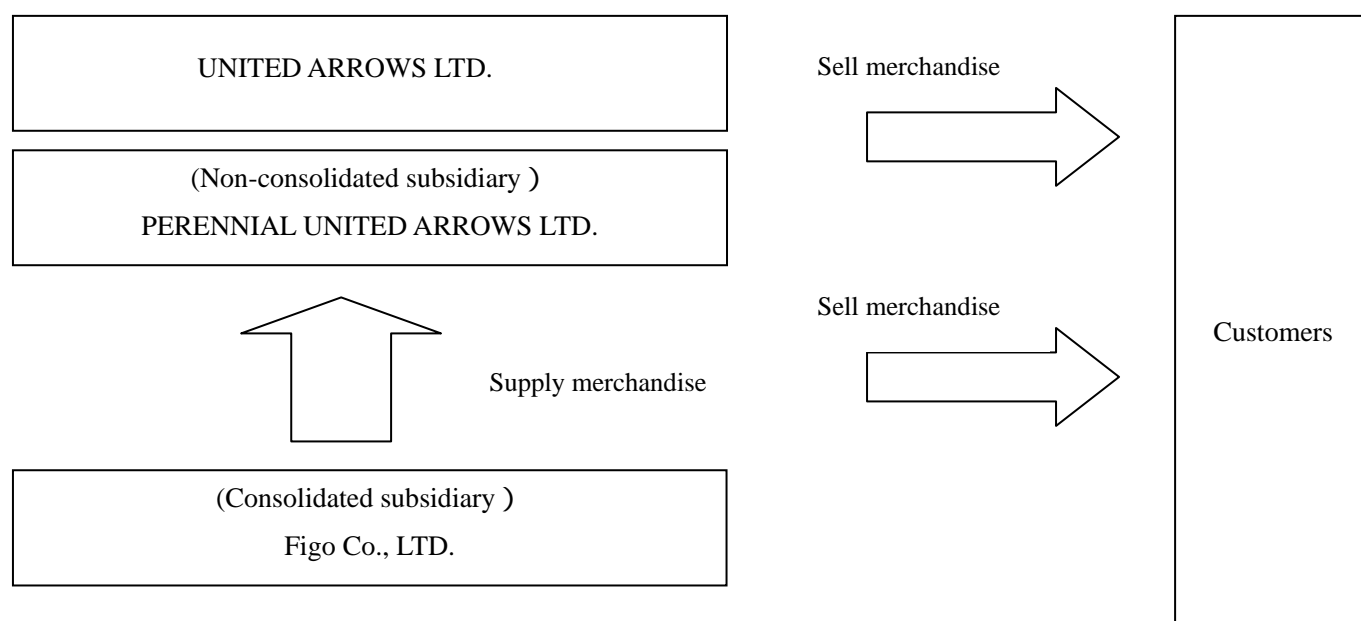 UNITED ARROWS LTD.
Sell merchandise
(Non-consolidated subsidiary )
PERENNIAL UNITED ARROWS LTD.
Sell merchandise
Customers
Supply merchandise
(Consolidated subsidiary )
Figo Co., LTD.